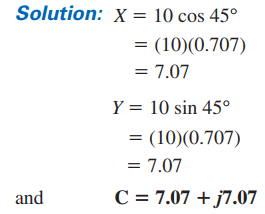 Solution: X = 10 cos 45°
= (10)(0.707)
= 7.07
Y = 10 sin 45°
= (10)(0.707)
= 7.07
and C = 7.07 + j7.07